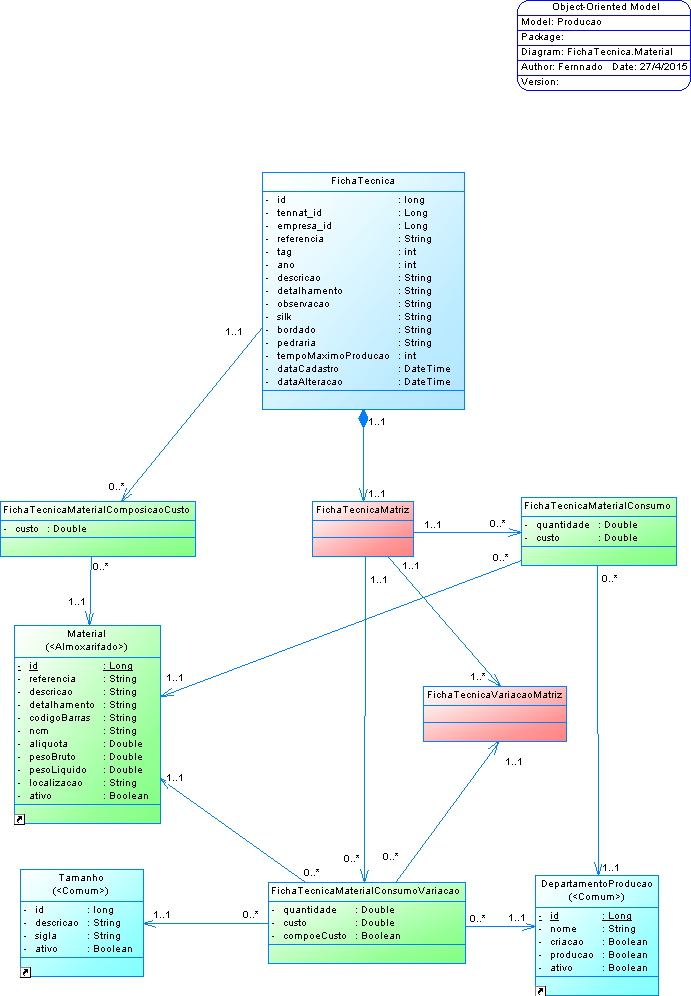 Object-Oriented Model
Model: Producao
Package:
Diagram: FichaTecnica.Material
Author: Fernnado Date: 27/4/2015
Version:
FichaTecnica
- id : long
- tennat_id : Long
- empresa_id : Long
- referencia : String
- tag : int
- ano : int
- descricao : String
- detalhamento : String
- observacao : String
- silk : String
- bordado : String
- pedraria : String
- tempoMaximoProducao : int
- dataCadastro : DateTime
- dataAlteracao : DateTime
1..1
1..1
0..*
1..1
FichaTecnicaMaterialComposicaoCusto
- custo : Double
FichaTecnicaMatriz
1..1
0..*
FichaTecnicaMaterialConsumo
- quantidade : Double
- custo : Double
0..*
1..1
1..1
0..*
0..*
1..1
Material
(<Almoxarifado>)
- id : Long
- referencia : String
- descricao : String
- detalhamento : String
- codigoBarras : String
- ncm : String
- aliquota : Double
- pesoBruto : Double
- pesoLiquido : Double
- localizacao : String
- ativo : Boolean
1..1
1..*
FichaTecnicaVariacaoMatriz
1..1
1..1
0..*
0..*
0..*
1..1
Tamanho
(<Comum>)
- id : long
- descricao : String
- sigla : String
- ativo : Boolean
1..1
0..*
FichaTecnicaMaterialConsumoVariacao
- quantidade : Double
- custo : Double
- compoeCusto : Boolean
0..*
1..1
DepartamentoProducao
(<Comum>)
- id : Long
- nome : String
- criacao : Boolean
- producao : Boolean
- ativo : Boolean